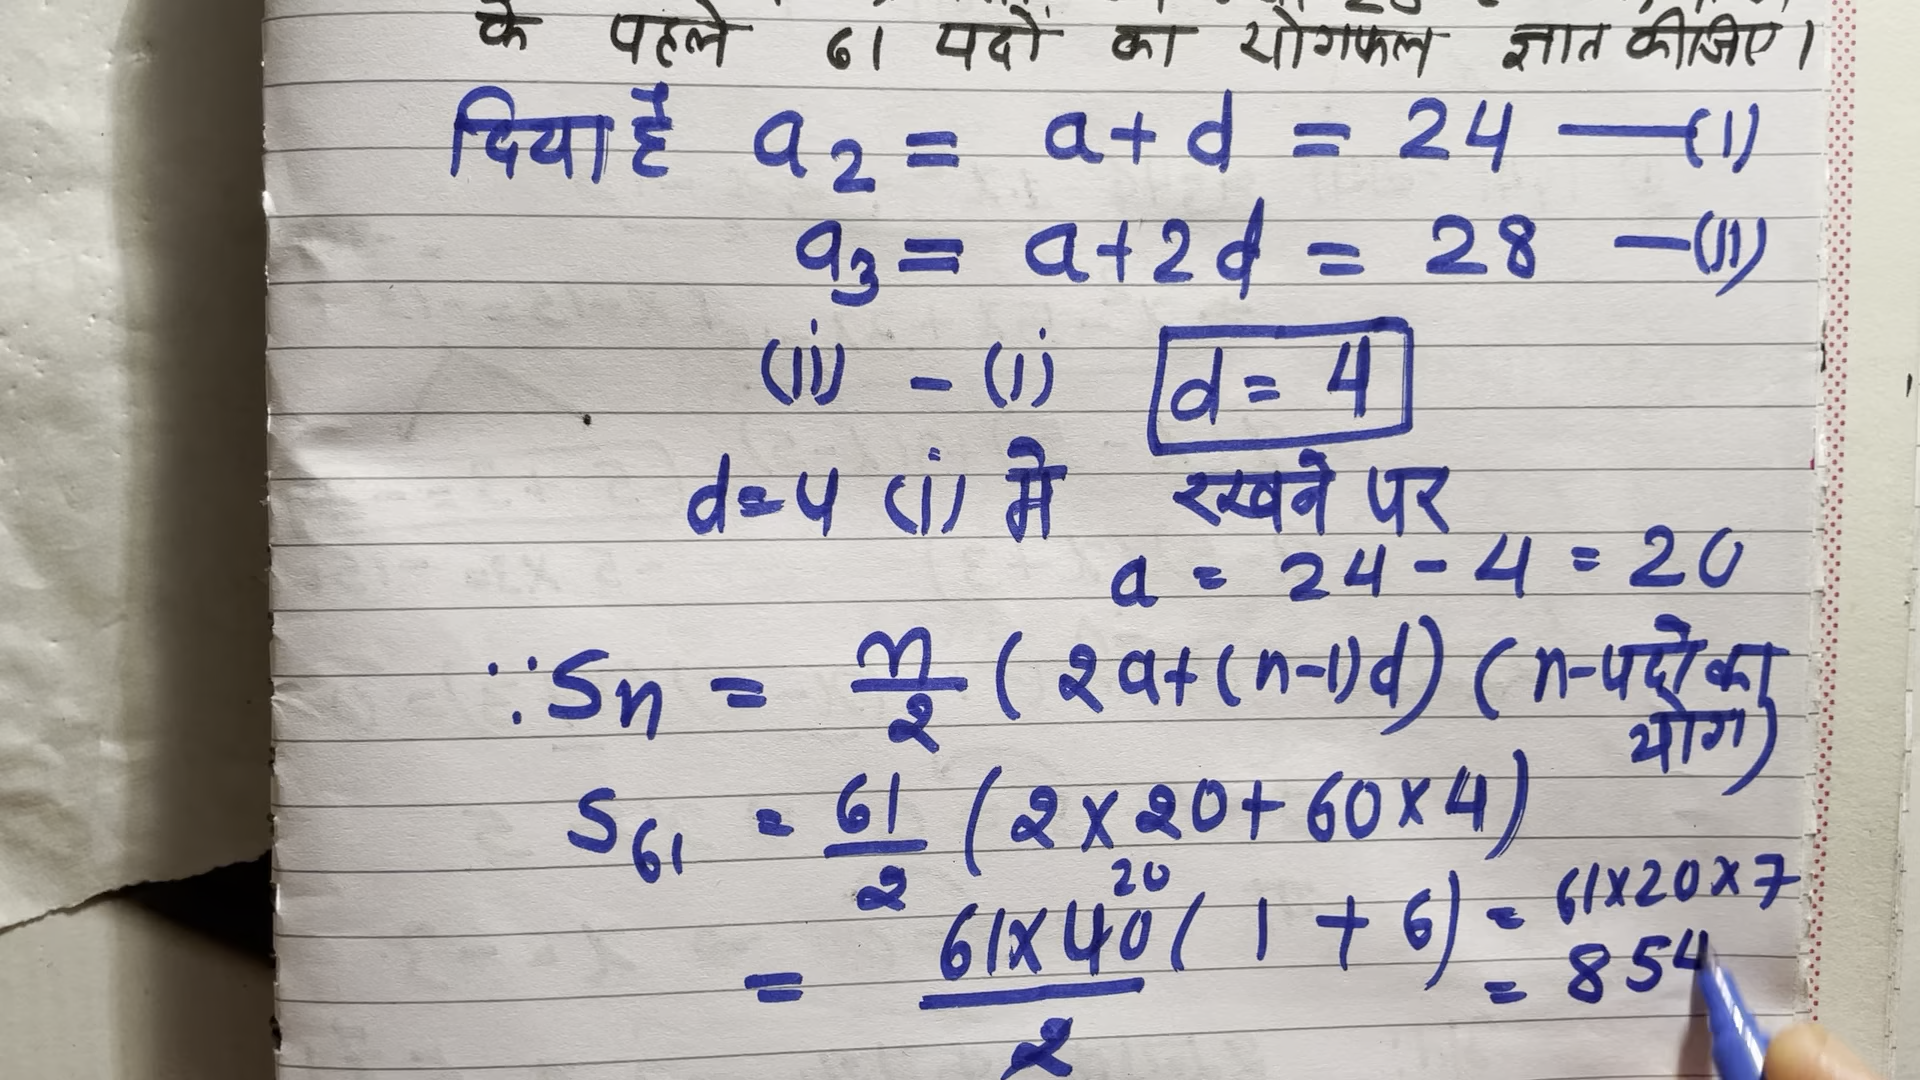 के पहले 61 पदों का योगफल ज्ञात कीजिए।
दिया है a₂ = a+d = 24 —(i)
a₃ = a+2d = 28 —(ii)
(ii) - (i) d = 4
d=4 (i) मे रखने पर
a = 24 - 4 = 20
∵ Sn = n/2 (2a+(n-1)d) (n-पदो का योग)
S₆₁ = 61/2 (2×20+60×4)
= 61×40/2 (1+6) = 61×20×7
20
= 854